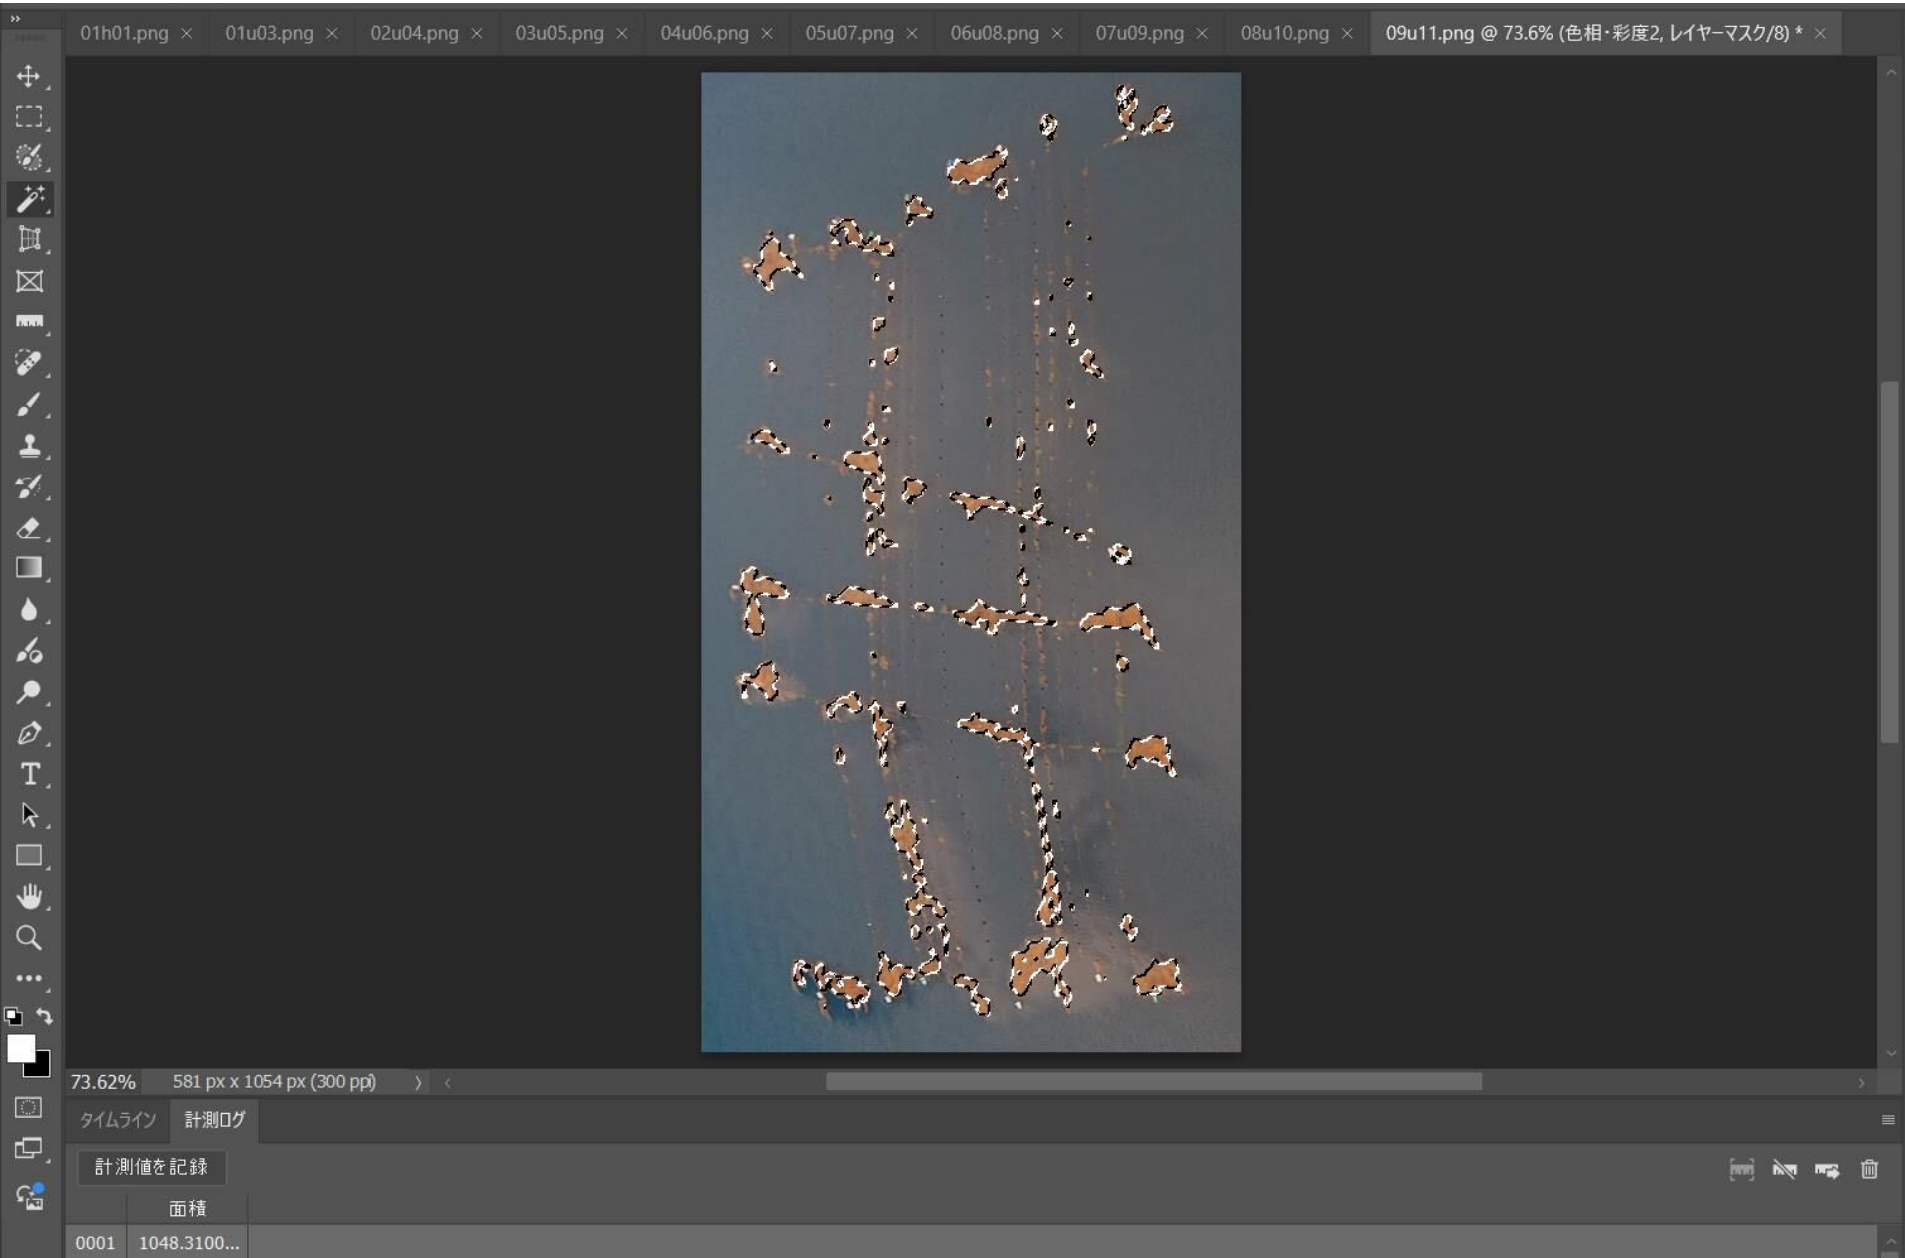 01h01.png × 01u03.png × 02u04.png × 03u05.png × 04u06.png × 05u07.png × 06u08.png × 07u09.png × 08u10.png × 09u11.png @ 73.6% (色相・彩度2, レイヤーマスク/8) * ×
73.62% 581 px x 1054 px (300 ppi)
タイムライン 計測ログ
計測値を記録
面積
0001 1048.3100...